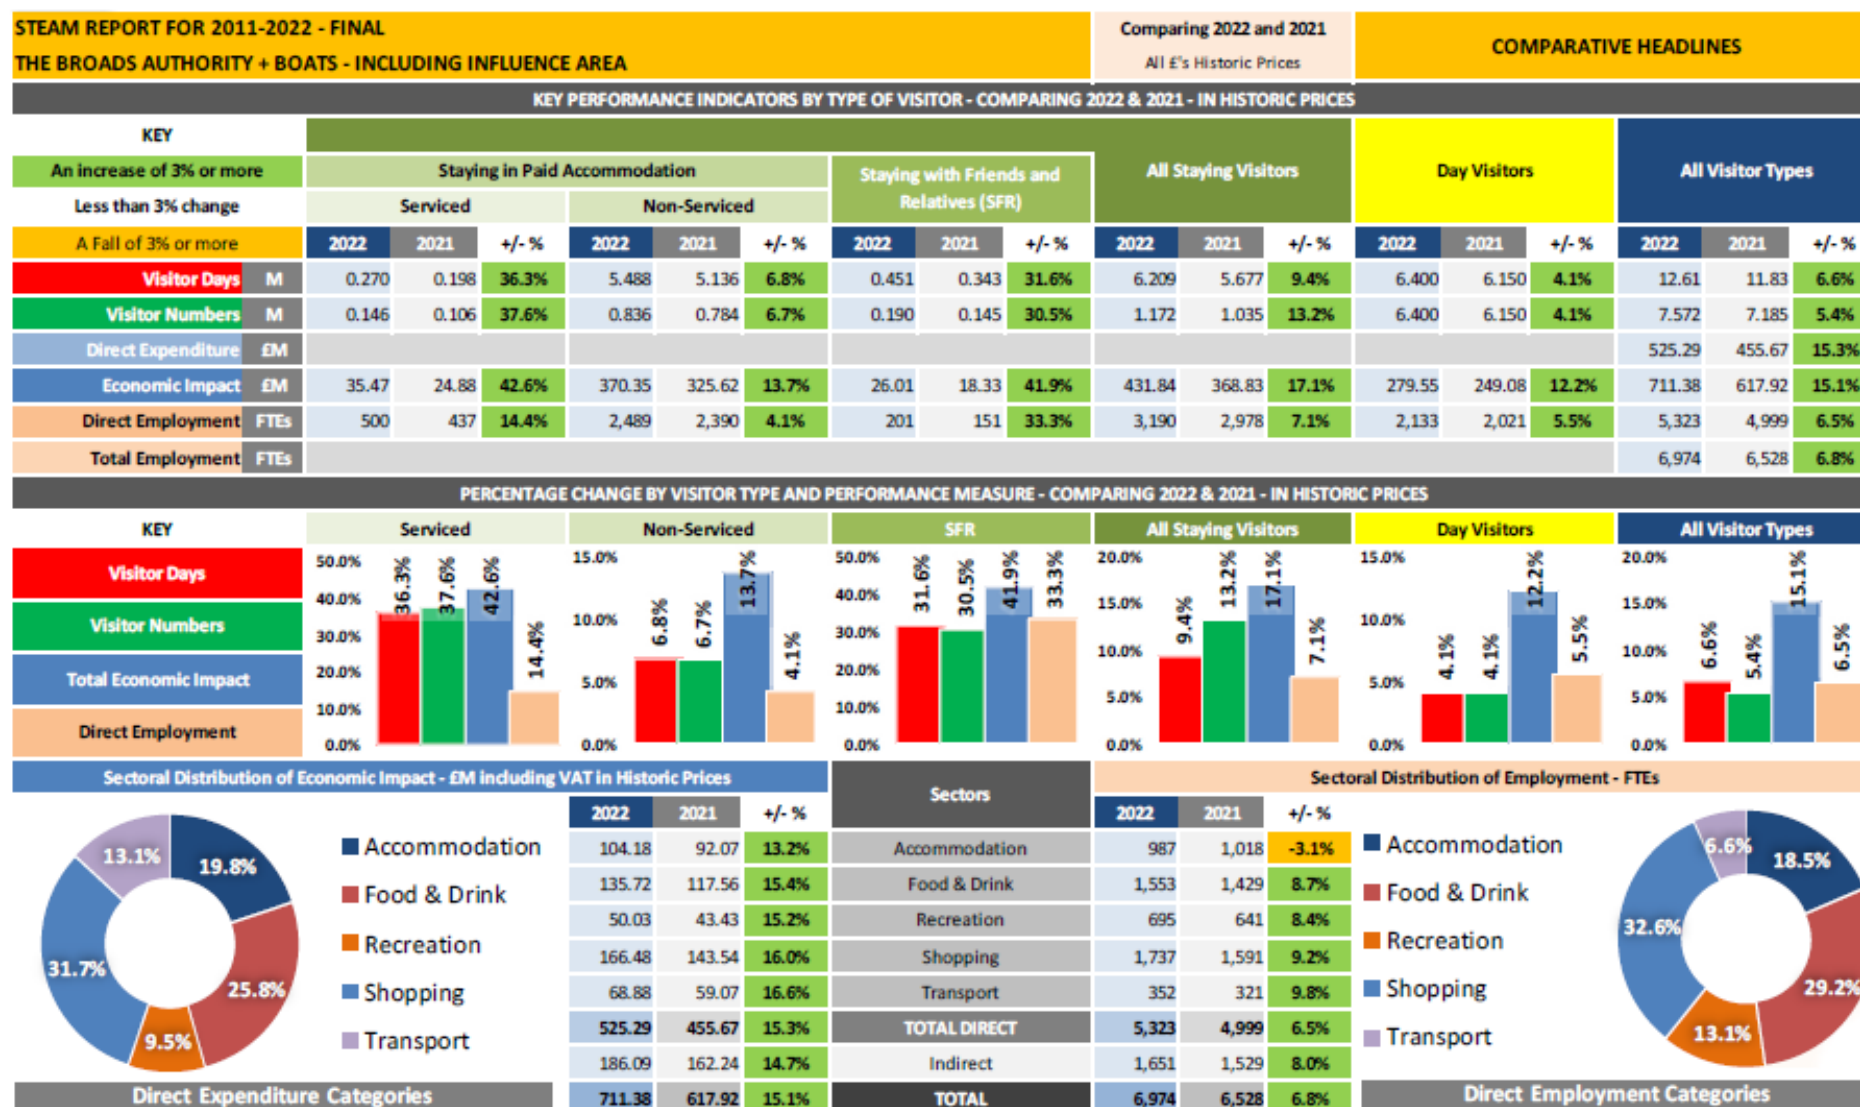 STEAM REPORT FOR 2011-2022 - FINAL
THE BROADS AUTHORITY + BOATS - INCLUDING INFLUENCE AREA
Comparing 2022 and 2021
All £'s Historic Prices
COMPARATIVE HEADLINES
KEY PERFORMANCE INDICATORS BY TYPE OF VISITOR - COMPARING 2022 & 2021 - IN HISTORIC PRICES
KEY
An increase of 3% or more Staying in Paid Accommodation Staying with Friends and Relatives (SFR) All Staying Visitors Day Visitors All Visitor Types
Less than 3% change Serviced Non-Serviced
A Fall of 3% or more 2022 2021 +/- % 2022 2021 +/- % 2022 2021 +/- % 2022 2021 +/- % 2022 2021 +/- % 2022 2021 +/- %
Visitor Days M 0.270 0.198 36.3% 5.488 5.136 6.8% 0.451 0.343 31.6% 6.209 5.677 9.4% 6.400 6.150 4.1% 12.61 11.83 6.6%
Visitor Numbers M 0.146 0.106 37.6% 0.836 0.784 6.7% 0.190 0.145 30.5% 1.172 1.035 13.2% 6.400 6.150 4.1% 7.572 7.185 5.4%
Direct Expenditure £M 525.29 455.67 15.3%
Economic Impact £M 35.47 24.88 42.6% 370.35 325.62 13.7% 26.01 18.33 41.9% 431.84 368.83 17.1% 279.55 249.08 12.2% 711.38 617.92 15.1%
Direct Employment FTEs 500 437 14.4% 2,489 2,390 4.1% 201 151 33.3% 3,190 2,978 7.1% 2,133 2,021 5.5% 5,323 4,999 6.5%
Total Employment FTEs 6,974 6,528 6.8%
PERCENTAGE CHANGE BY VISITOR TYPE AND PERFORMANCE MEASURE - COMPARING 2022 & 2021 - IN HISTORIC PRICES
KEY Serviced Non-Serviced SFR All Staying Visitors Day Visitors All Visitor Types
Visitor Days
Visitor Numbers
Total Economic Impact
Direct Employment
50.0% 40.0% 30.0% 20.0% 10.0% 0.0%
36.3% 37.6% 42.6% 14.4%
15.0% 10.0% 5.0% 0.0%
6.8% 6.7% 13.7% 4.1%
50.0% 40.0% 30.0% 20.0% 10.0% 0.0%
31.6% 30.5% 41.9% 33.3%
20.0% 15.0% 10.0% 5.0% 0.0%
9.4% 13.2% 17.1% 7.1%
15.0% 10.0% 5.0% 0.0%
4.1% 4.1% 12.2% 5.5%
20.0% 15.0% 10.0% 5.0% 0.0%
6.6% 5.4% 15.1% 6.5%
Sectoral Distribution of Economic Impact - £M including VAT in Historic Prices
Sectors
Sectoral Distribution of Employment - FTEs
2022 2021 +/- % 2022 2021 +/- %
104.18 92.07 13.2% Accommodation 987 1,018 -3.1%
135.72 117.56 15.4% Food & Drink 1,553 1,429 8.7%
50.03 43.43 15.2% Recreation 695 641 8.4%
166.48 143.54 16.0% Shopping 1,737 1,591 9.2%
68.88 59.07 16.6% Transport 352 321 9.8%
525.29 455.67 15.3% TOTAL DIRECT 5,323 4,999 6.5%
186.09 162.24 14.7% Indirect 1,651 1,529 8.0%
711.38 617.92 15.1% TOTAL 6,974 6,528 6.8%
13.1% 19.8% 31.7% 25.8% 9.5%
Accommodation
Food & Drink
Recreation
Shopping
Transport
Direct Expenditure Categories
Accommodation
Food & Drink
Recreation
Shopping
Transport
6.6% 18.5% 32.6% 29.2% 13.1%
Direct Employment Categories